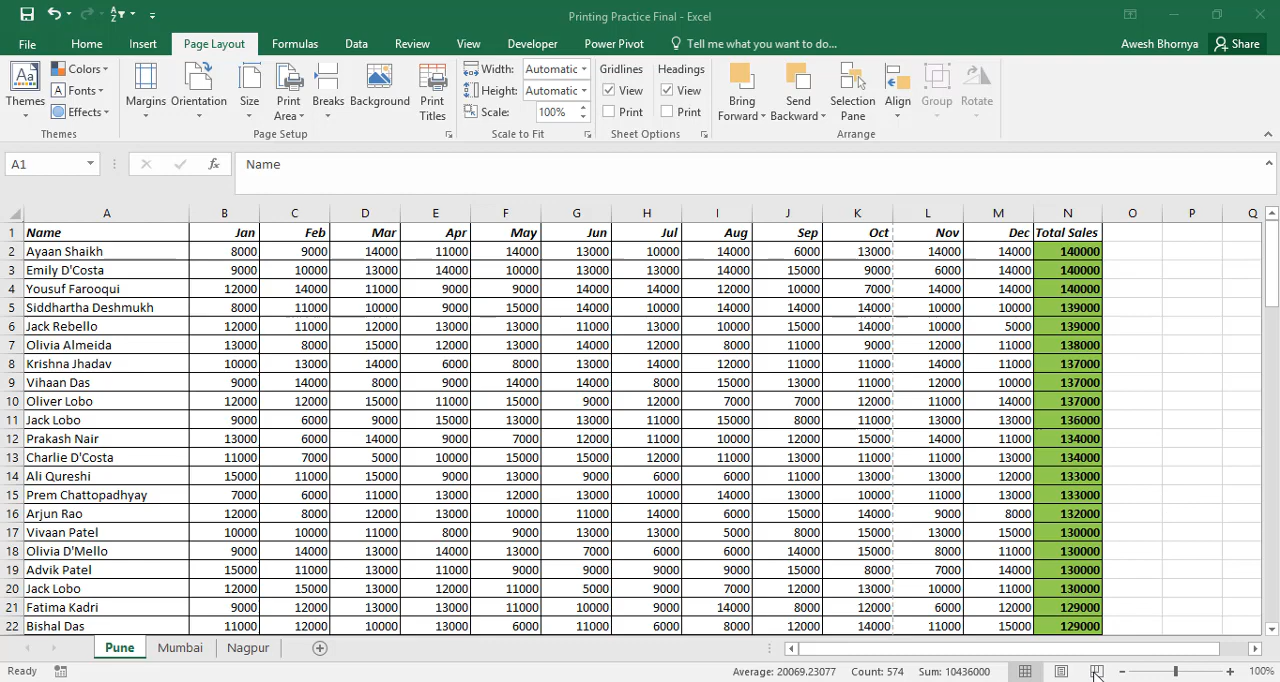 Printing Practice Final - Excel
File Home Insert Page Layout Formulas Data Review View Developer Power Pivot Tell me what you want to do... Awesh Bhornya Share
Colors Width: Automatic Gridlines Headings
Aa Fonts Height: Automatic View View
Themes Effects Margins Orientation Size Print Area Breaks Background Print Titles Scale: 100% Print Print Bring Forward Send Backward Selection Pane Align Group Rotate
Themes Page Setup Scale to Fit Sheet Options Arrange
A1 fx Name
A B C D E F G H I J K L M N O P Q
1 Name Jan Feb Mar Apr May Jun Jul Aug Sep Oct Nov Dec Total Sales
2 Ayaan Shaikh 8000 9000 14000 11000 14000 13000 10000 14000 6000 13000 14000 14000 140000
3 Emily D'Costa 9000 10000 13000 14000 10000 13000 13000 14000 15000 9000 6000 14000 140000
4 Yousuf Farooqui 12000 14000 11000 9000 9000 14000 14000 12000 10000 7000 14000 14000 140000
5 Siddhartha Deshmukh 8000 11000 10000 9000 15000 14000 10000 14000 14000 14000 10000 10000 139000
6 Jack Rebello 12000 11000 12000 13000 13000 11000 13000 10000 15000 14000 10000 5000 139000
7 Olivia Almeida 13000 8000 15000 12000 13000 14000 12000 8000 11000 9000 12000 11000 138000
8 Krishna Jhadav 10000 13000 14000 6000 8000 13000 14000 12000 11000 11000 14000 11000 137000
9 Vihaan Das 9000 14000 8000 9000 14000 14000 8000 15000 13000 11000 12000 10000 137000
10 Oliver Lobo 12000 12000 15000 11000 15000 9000 12000 7000 7000 12000 11000 14000 137000
11 Jack Lobo 9000 6000 9000 15000 13000 13000 11000 15000 8000 11000 13000 13000 136000
12 Prakash Nair 13000 6000 14000 9000 7000 12000 11000 10000 12000 15000 14000 11000 134000
13 Charlie D'Costa 11000 7000 5000 10000 15000 15000 12000 11000 13000 11000 13000 11000 134000
14 Ali Qureshi 15000 11000 15000 9000 13000 9000 6000 6000 11000 13000 13000 12000 133000
15 Prem Chattopadhyay 7000 6000 11000 13000 12000 13000 10000 14000 13000 10000 11000 13000 133000
16 Arjun Rao 12000 8000 12000 10000 11000 14000 6000 13000 15000 14000 9000 8000 132000
17 Vivaan Patel 10000 10000 11000 8000 9000 13000 13000 5000 8000 15000 13000 15000 130000
18 Olivia D'Mello 9000 14000 13000 14000 13000 7000 6000 6000 14000 15000 8000 11000 130000
19 Advik Patel 15000 11000 13000 11000 9000 9000 9000 9000 15000 8000 7000 14000 130000
20 Jack Lobo 12000 15000 13000 12000 11000 5000 9000 7000 12000 13000 10000 11000 130000
21 Fatima Kadri 9000 12000 13000 13000 11000 10000 9000 14000 8000 12000 6000 12000 129000
22 Bishal Das 11000 12000 10000 13000 6000 11000 6000 8000 12000 14000 11000 15000 129000
Pune Mumbai Nagpur
Ready Average: 20069.23077 Count: 574 Sum: 10436000 100%